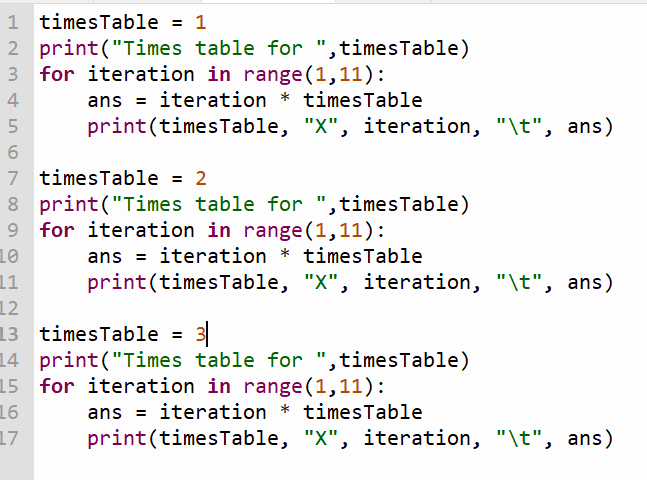 1 timesTable = 1
2 print("Times table for ",timesTable)
3 for iteration in range(1,11):
4     ans = iteration * timesTable
5     print(timesTable, "X", iteration, "\t", ans)
6
7 timesTable = 2
8 print("Times table for ",timesTable)
9 for iteration in range(1,11):
10     ans = iteration * timesTable
11     print(timesTable, "X", iteration, "\t", ans)
12
13 timesTable = 3
14 print("Times table for ",timesTable)
15 for iteration in range(1,11):
16     ans = iteration * timesTable
17     print(timesTable, "X", iteration, "\t", ans)